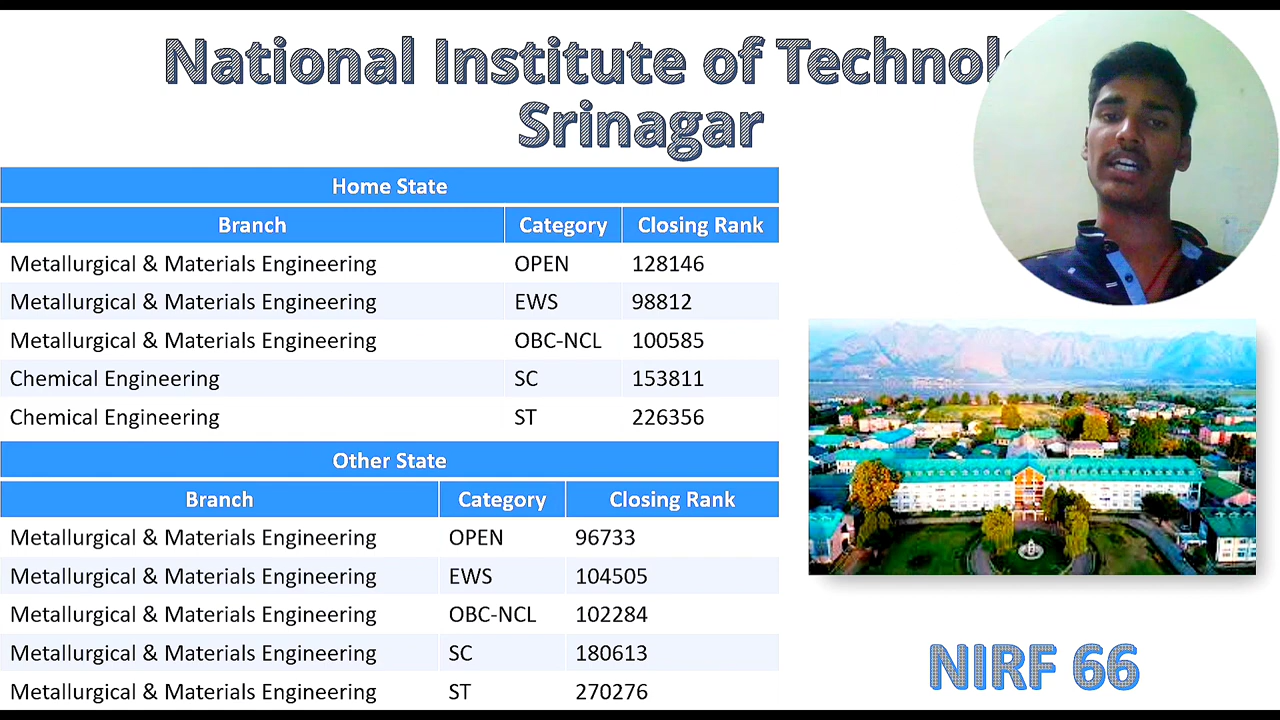 National Institute of Technol
Srinagar
Home State
Branch Category Closing Rank
Metallurgical & Materials Engineering OPEN 128146
Metallurgical & Materials Engineering EWS 98812
Metallurgical & Materials Engineering OBC-NCL 100585
Chemical Engineering SC 153811
Chemical Engineering ST 226356
Other State
Branch Category Closing Rank
Metallurgical & Materials Engineering OPEN 96733
Metallurgical & Materials Engineering EWS 104505
Metallurgical & Materials Engineering OBC-NCL 102284
Metallurgical & Materials Engineering SC 180613
Metallurgical & Materials Engineering ST 270276
NIRF 66